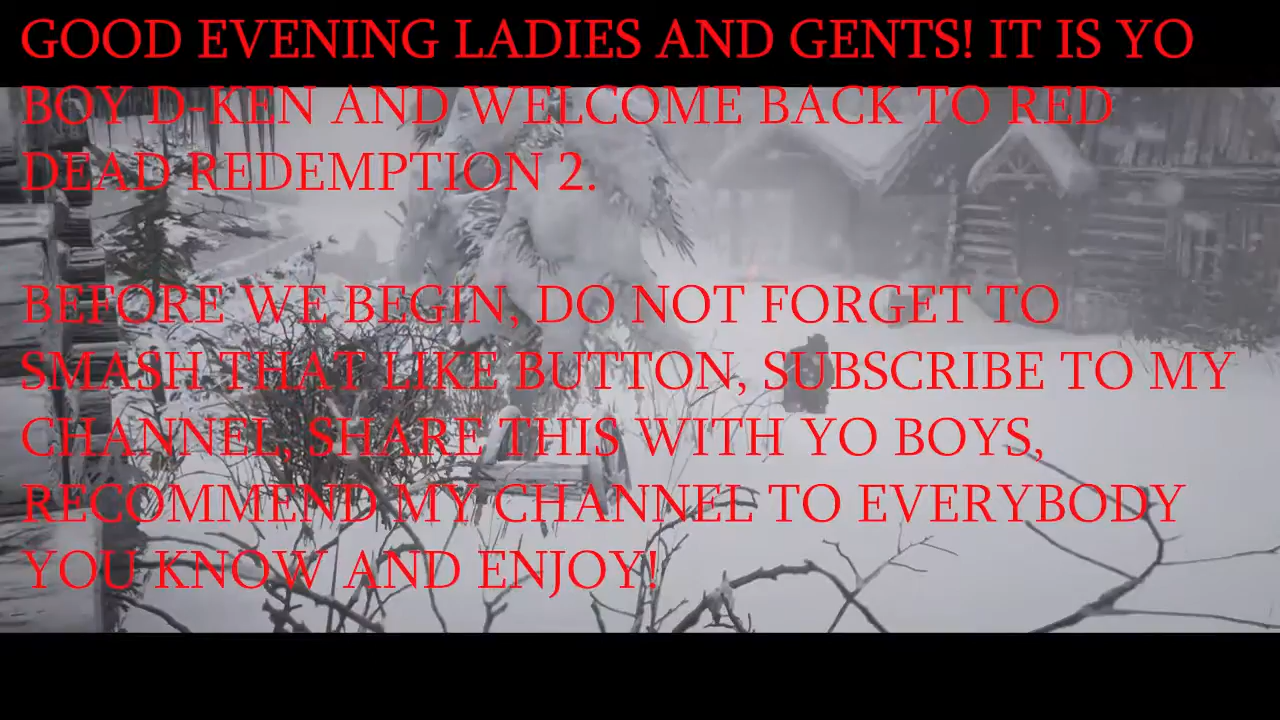 GOOD EVENING LADIES AND GENTS! IT IS YO
BOY D-KEN AND WELCOME BACK TO RED
DEAD REDEMPTION 2.
BEFORE WE BEGIN, DO NOT FORGET TO
SMASH THAT LIKE BUTTON, SUBSCRIBE TO MY
CHANNEL, SHARE THIS WITH YO BOYS,
RECOMMEND MY CHANNEL TO EVERYBODY
YOU KNOW AND ENJOY!